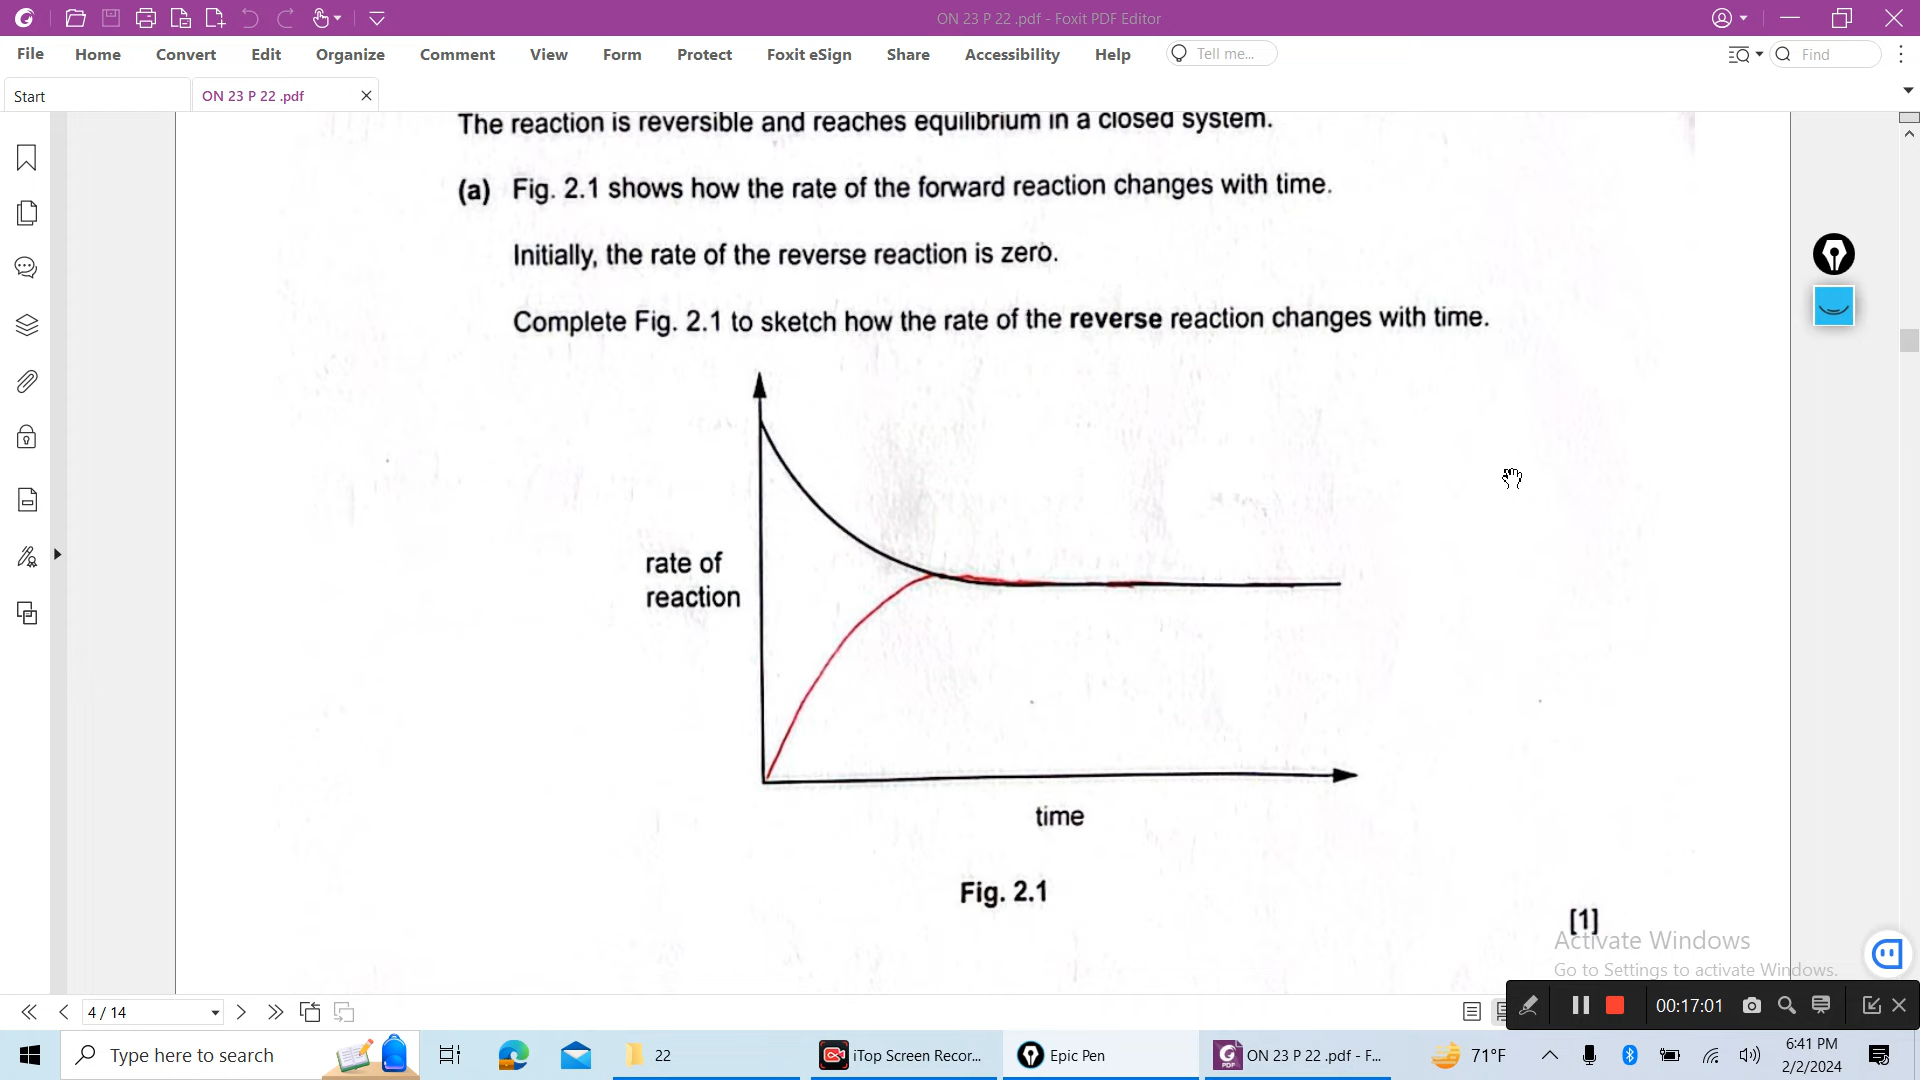 ON 23 P 22 .pdf - Foxit PDF Editor
File Home Convert Edit Organize Comment View Form Protect Foxit eSign Share Accessibility Help Tell me... Find
Start ON 23 P 22 .pdf
The reaction is reversible and reaches equilibrium in a closed system.
(a) Fig. 2.1 shows how the rate of the forward reaction changes with time.
Initially, the rate of the reverse reaction is zero.
Complete Fig. 2.1 to sketch how the rate of the reverse reaction changes with time.
rate of
reaction
time
Fig. 2.1
[1]
Activate Windows
Go to Settings to activate Windows.
4 / 14
00:17:01
Type here to search
22
iTop Screen Recor...
Epic Pen
ON 23 P 22 .pdf - F...
71°F
6:41 PM
2/2/2024